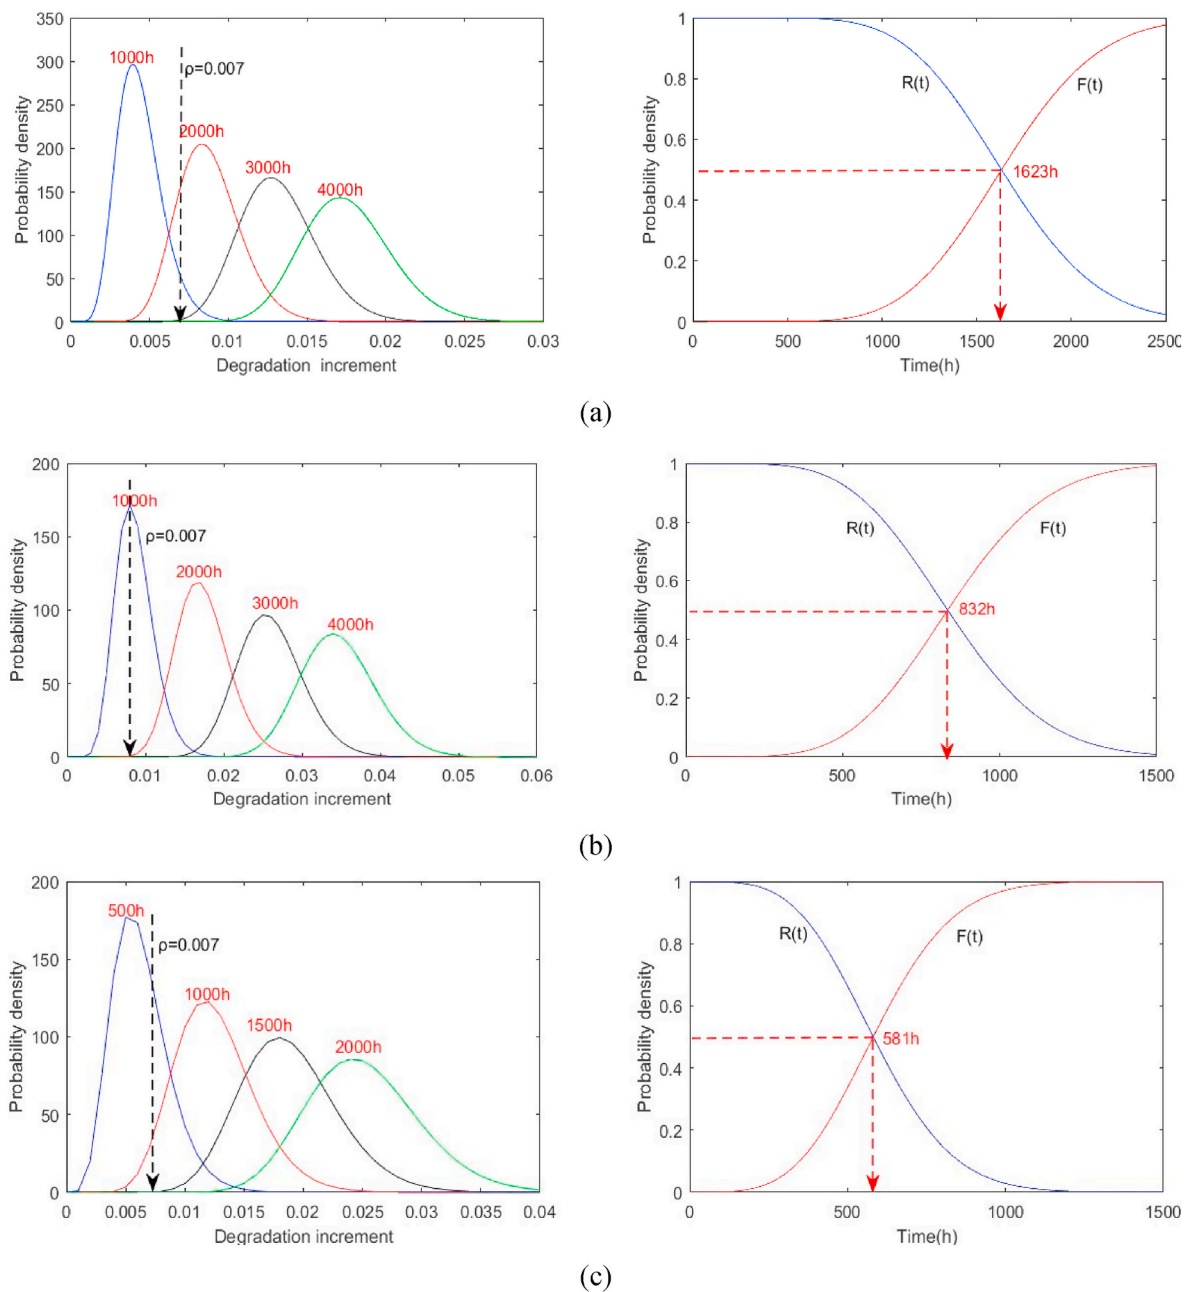 350
300
250
200
150
100
50
0
Probability density
1000h
ρ=0.007
2000h
3000h
4000h
0 0.005 0.01 0.015 0.02 0.025 0.03
Degradation increment
1
0.8
0.6
0.4
0.2
0
Probability density
R(t)
F(t)
1623h
0 500 1000 1500 2000 2500
Time(h)
(a)
200
150
100
50
0
Probability density
1000h
ρ=0.007
2000h
3000h
4000h
0 0.01 0.02 0.03 0.04 0.05 0.06
Degradation increment
1
0.8
0.6
0.4
0.2
0
Probability density
R(t)
F(t)
832h
0 500 1000 1500
Time(h)
(b)
200
150
100
50
0
Probability density
500h
ρ=0.007
1000h
1500h
2000h
0 0.005 0.01 0.015 0.02 0.025 0.03 0.035 0.04
Degradation increment
1
0.8
0.6
0.4
0.2
0
Probability density
R(t)
F(t)
581h
0 500 1000 1500
Time(h)
(c)